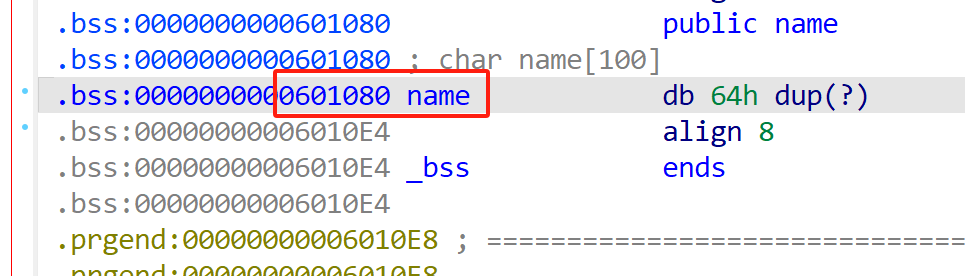 .bss:0000000000601080 public name
.bss:0000000000601080 ; char name[100]
.bss:0000000000601080 name db 64h dup(?)
.bss:00000000006010E4 align 8
.bss:00000000006010E4 _bss ends
.bss:00000000006010E4
.prgend:00000000006010E8 ; ==============================
.prgend:00000000006010E8